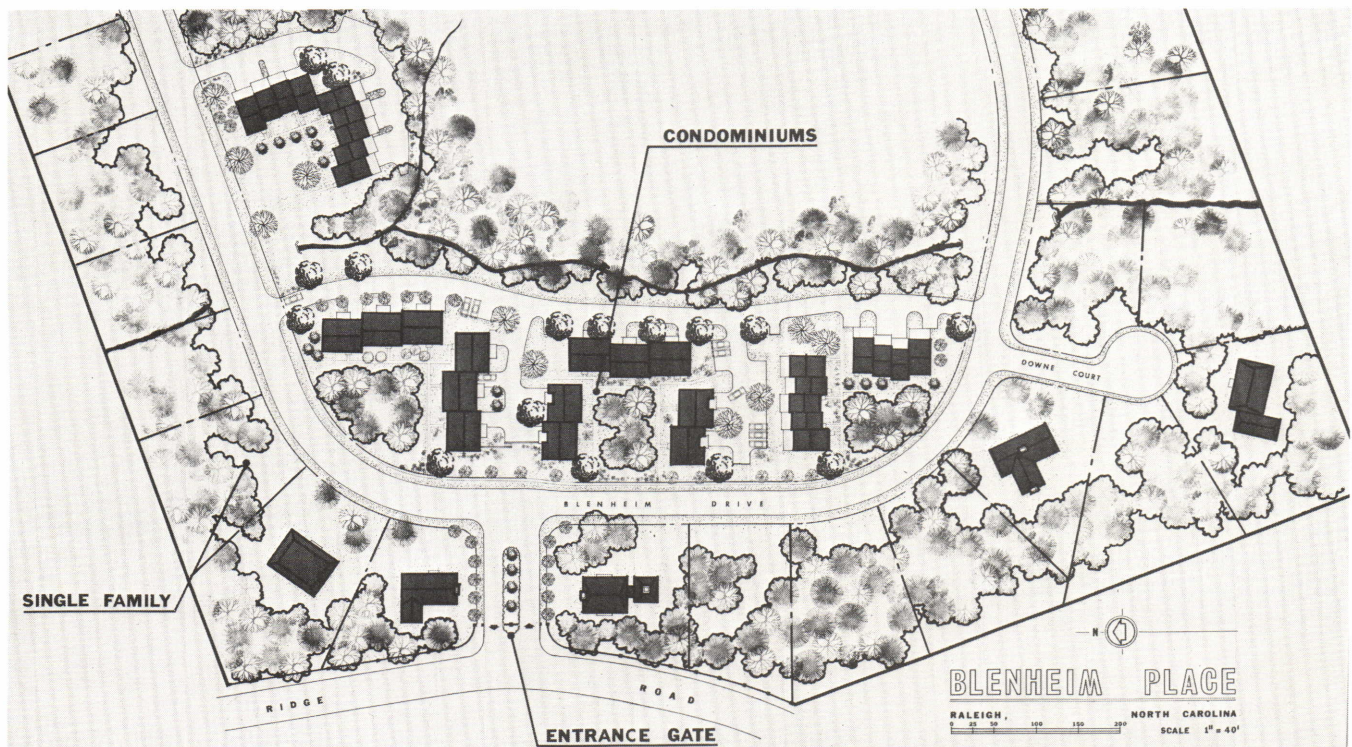 CONDOMINIUMS
DOWNE COURT
BLENHEIM DRIVE
SINGLE FAMILY
N
RIDGE ROAD
ENTRANCE GATE
BLENHEIM PLACE
RALEIGH, NORTH CAROLINA
0 25 50 100 150 200
SCALE 1" = 40'